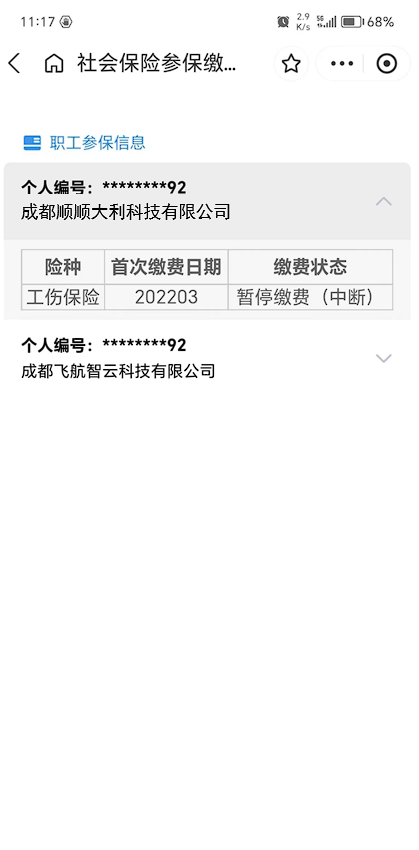 11:17 2.9 K/s 5G 68%
社会保险参保缴...
职工参保信息
个人编号：********92
成都顺顺大利科技有限公司
险种 首次缴费日期 缴费状态
工伤保险 202203 暂停缴费（中断）
个人编号：********92
成都飞航智云科技有限公司